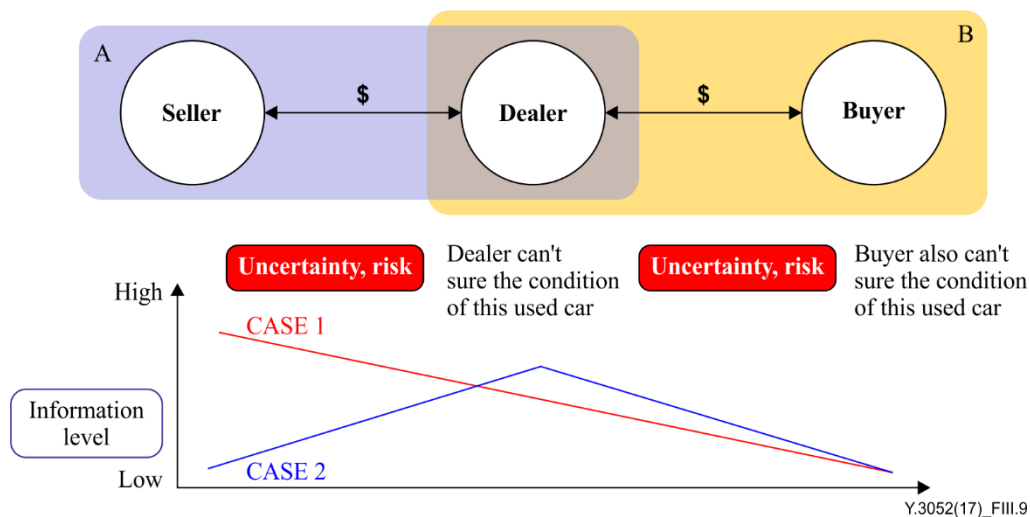 A
B
Seller
$
Dealer
$
Buyer
Uncertainty, risk
Dealer can't
sure the condition
of this used car
Uncertainty, risk
Buyer also can't
sure the condition
of this used car
High
CASE 1
Information
level
CASE 2
Low
Y.3052(17)_FIII.9